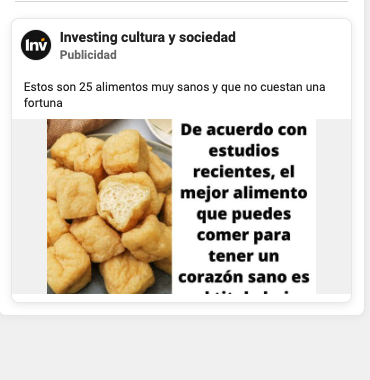 Inv
Investing cultura y sociedad
Publicidad
Estos son 25 alimentos muy sanos y que no cuestan una
fortuna
De acuerdo con
estudios
recientes, el
mejor alimento
que puedes
comer para
tener un
corazón sano es